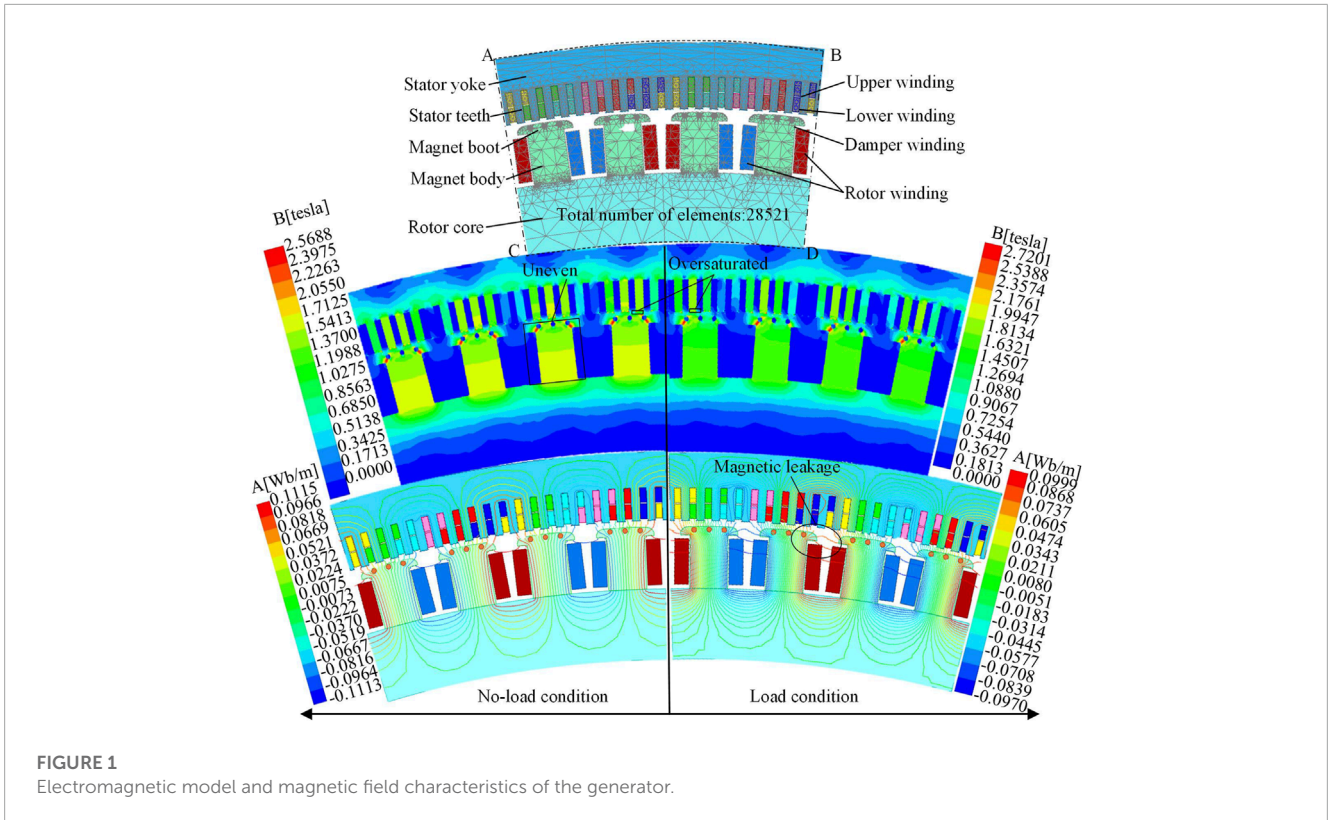 A
B
Stator yoke
Upper winding
Stator teeth
Lower winding
Magnet boot
Damper winding
Magnet body
Rotor winding
Rotor core
Total number of elements:28521
C
D
Uneven
Oversaturated
B[tesla]
2.5688
2.3975
2.2263
2.0550
1.7125
1.5413
1.3700
1.1988
1.0275
0.8563
0.6850
0.5138
0.3425
0.1713
0.0000
B[tesla]
2.7201
2.5388
2.3574
2.1761
1.9947
1.8134
1.6321
1.4507
1.2694
1.0880
0.9067
0.7254
0.5440
0.3627
0.1813
0.0000
Magnetic leakage
A[Wb/m]
0.1115
0.0966
0.0818
0.0669
0.0521
0.0372
0.0224
0.0075
-0.0073
-0.0222
-0.0370
-0.0519
-0.0667
-0.0816
-0.0964
-0.1113
A[Wb/m]
0.0999
0.0868
0.0737
0.0605
0.0474
0.0343
0.0211
0.0080
-0.0051
-0.0183
-0.0314
-0.0445
-0.0577
-0.0708
-0.0839
-0.0970
No-load condition
Load condition
FIGURE 1
Electromagnetic model and magnetic field characteristics of the generator.